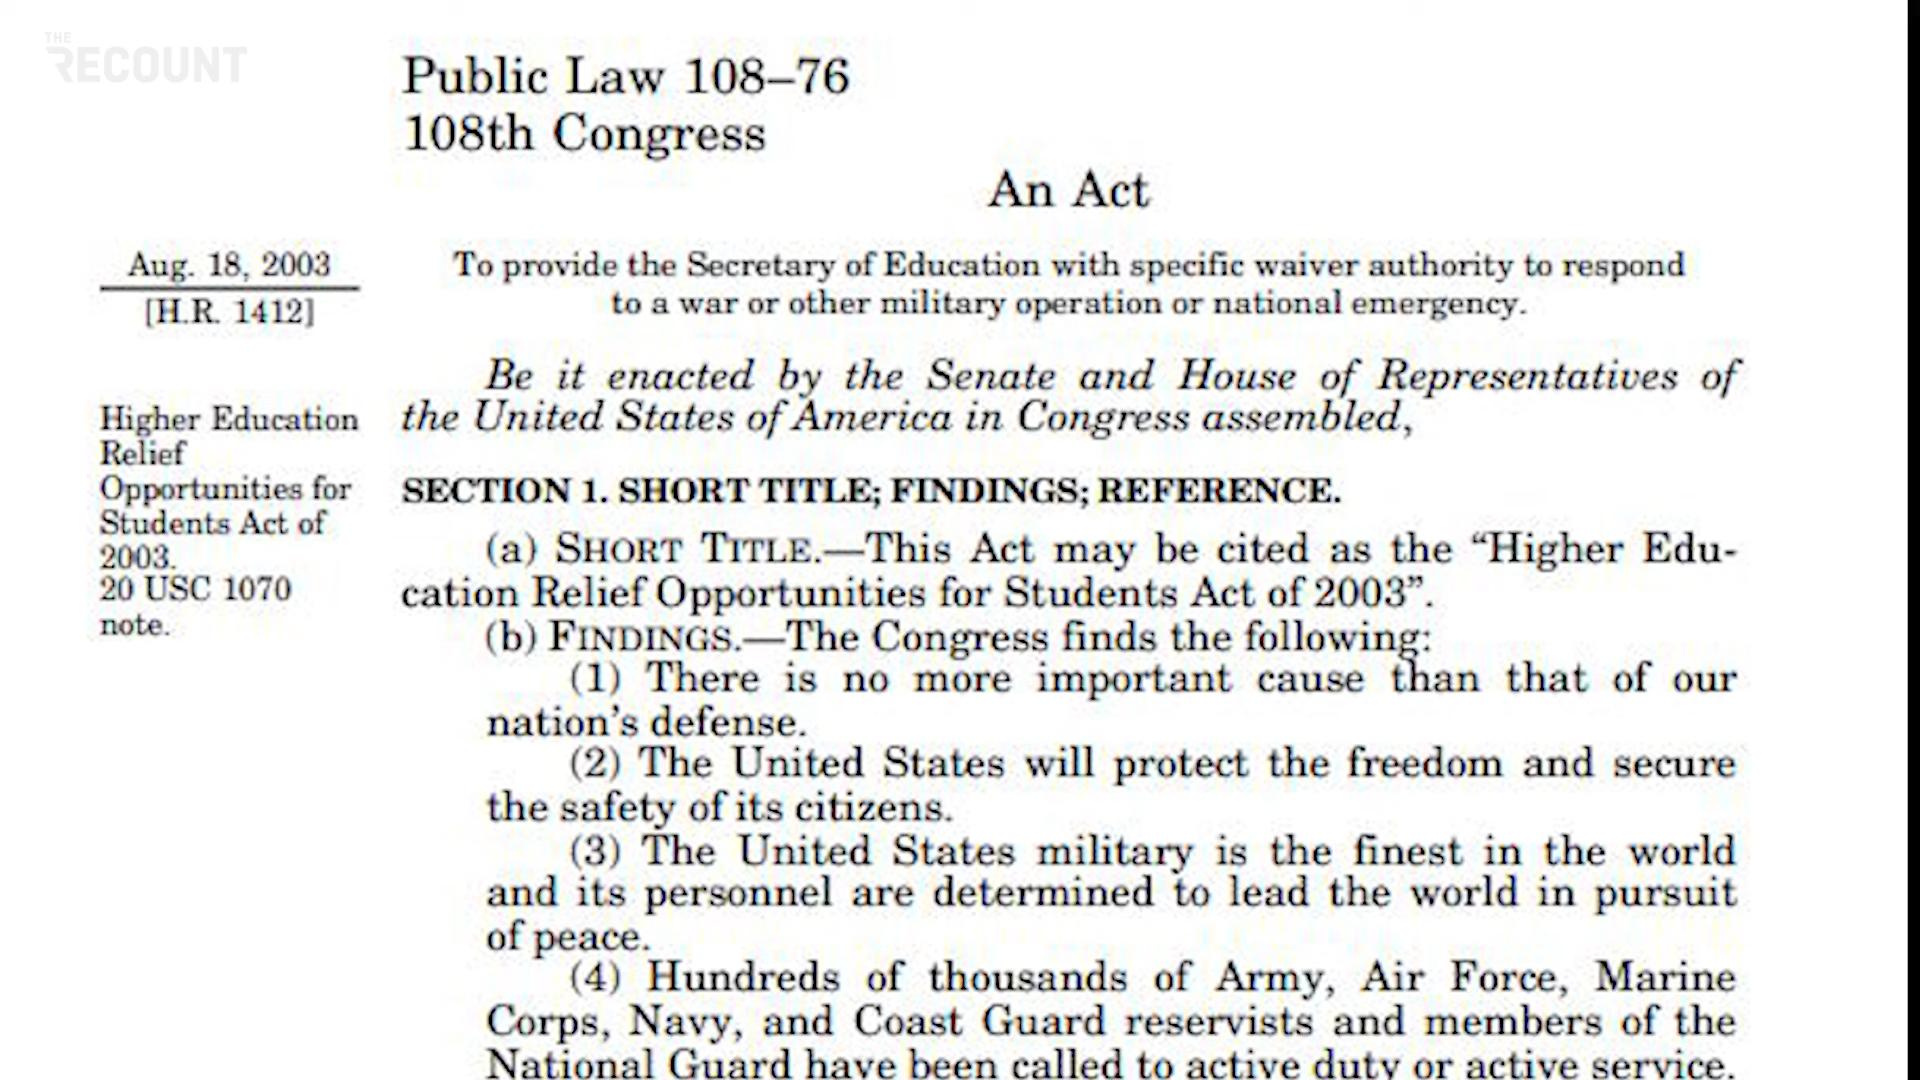 THE
RECOUNT
Public Law 108–76
108th Congress
An Act
Aug. 18, 2003
[H.R. 1412]
To provide the Secretary of Education with specific waiver authority to respond
to a war or other military operation or national emergency.
Be it enacted by the Senate and House of Representatives of
the United States of America in Congress assembled,
Higher Education
Relief
Opportunities for
Students Act of
2003.
20 USC 1070
note.
SECTION 1. SHORT TITLE; FINDINGS; REFERENCE.
(a) SHORT TITLE.—This Act may be cited as the “Higher Edu-
cation Relief Opportunities for Students Act of 2003”.
(b) FINDINGS.—The Congress finds the following:
(1) There is no more important cause than that of our
nation’s defense.
(2) The United States will protect the freedom and secure
the safety of its citizens.
(3) The United States military is the finest in the world
and its personnel are determined to lead the world in pursuit
of peace.
(4) Hundreds of thousands of Army, Air Force, Marine
Corps, Navy, and Coast Guard reservists and members of the
National Guard have been called to active duty or active service.